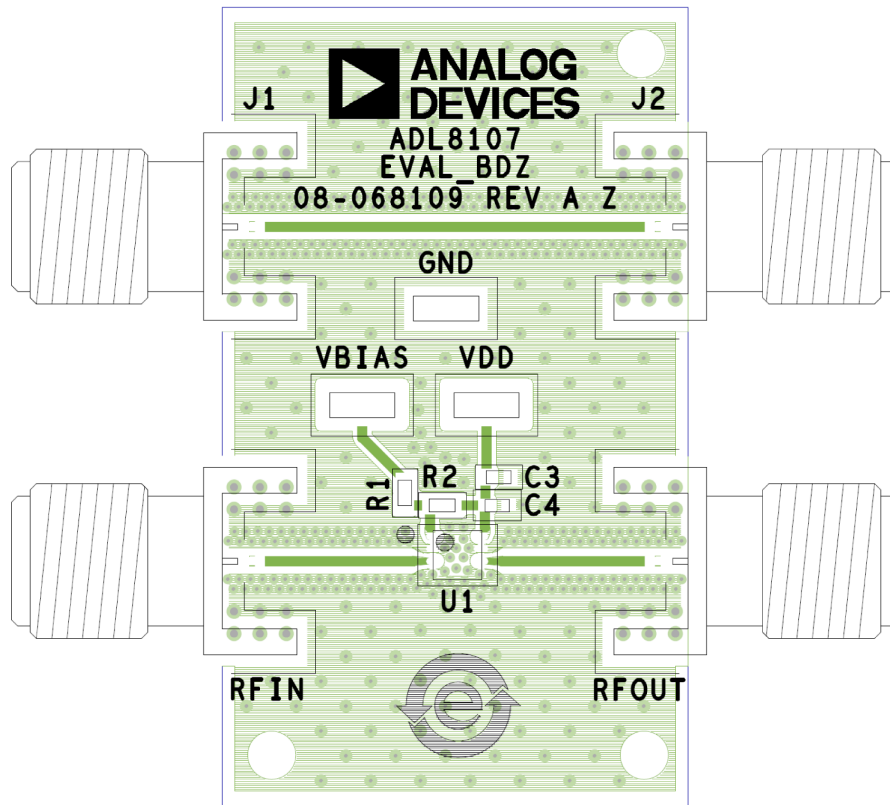 ANALOG
DEVICES
J1
J2
ADL8107
EVAL_BDZ
08-068109 REV A Z
GND
VBIAS
VDD
R1
R2
C3
C4
U1
RFIN
RFOUT
e